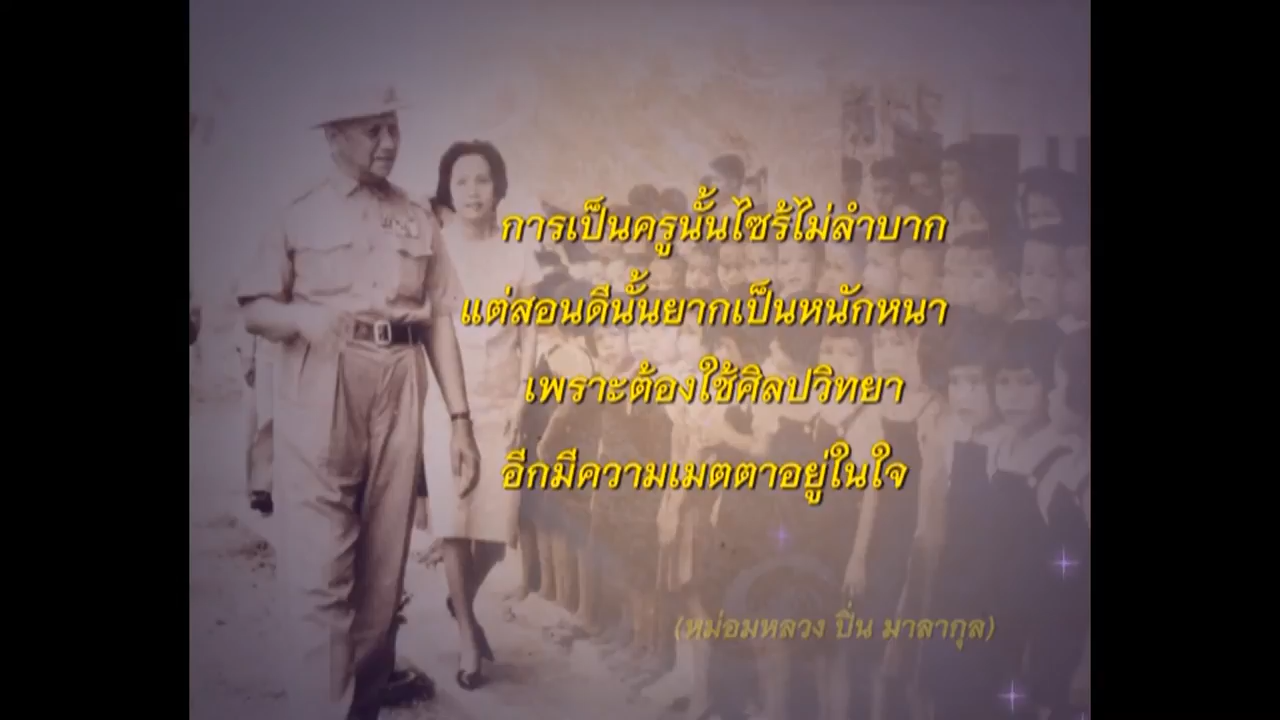 การเป็นครูนั้นไซร้ไม่ลำบาก
แต่สอนดีนั้นยากเป็นหนักหนา
เพราะต้องใช้ศิลปวิทยา
อีกมีความเมตตาอยู่ในใจ
(หม่อมหลวง ปิ่น มาลากุล)